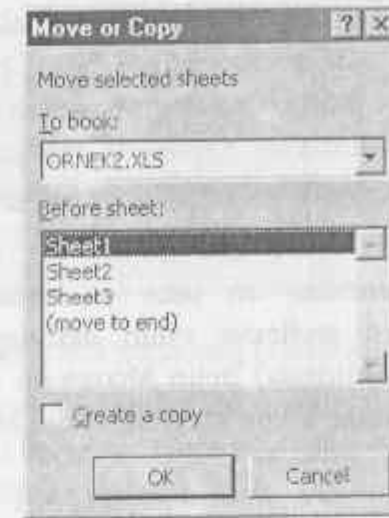 Move or Copy
Move selected sheets
To book:
ORNEK2.XLS
Before sheet:
Sheet1
Sheet2
Sheet3
(move to end)
Create a copy
OK Cancel